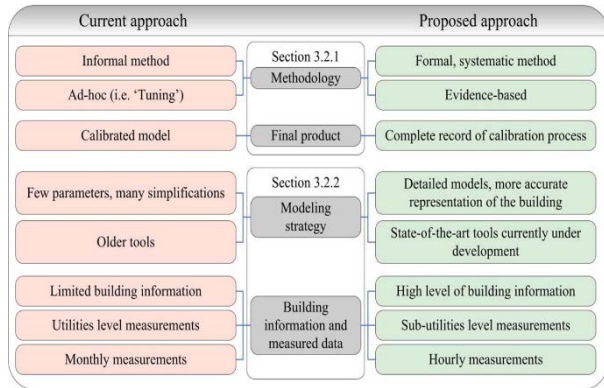 Current approach
Proposed approach
Informal method
Section 3.2.1
Formal, systematic method
Methodology
Ad-hoc (i.e. ‘Tuning’)
Evidence-based
Calibrated model
Final product
Complete record of calibration process
Few parameters, many simplifications
Section 3.2.2
Detailed models, more accurate
representation of the building
Modeling
strategy
Older tools
State-of-the-art tools currently under
development
Limited building information
High level of building information
Building
information and
measured data
Utilities level measurements
Sub-utilities level measurements
Monthly measurements
Hourly measurements